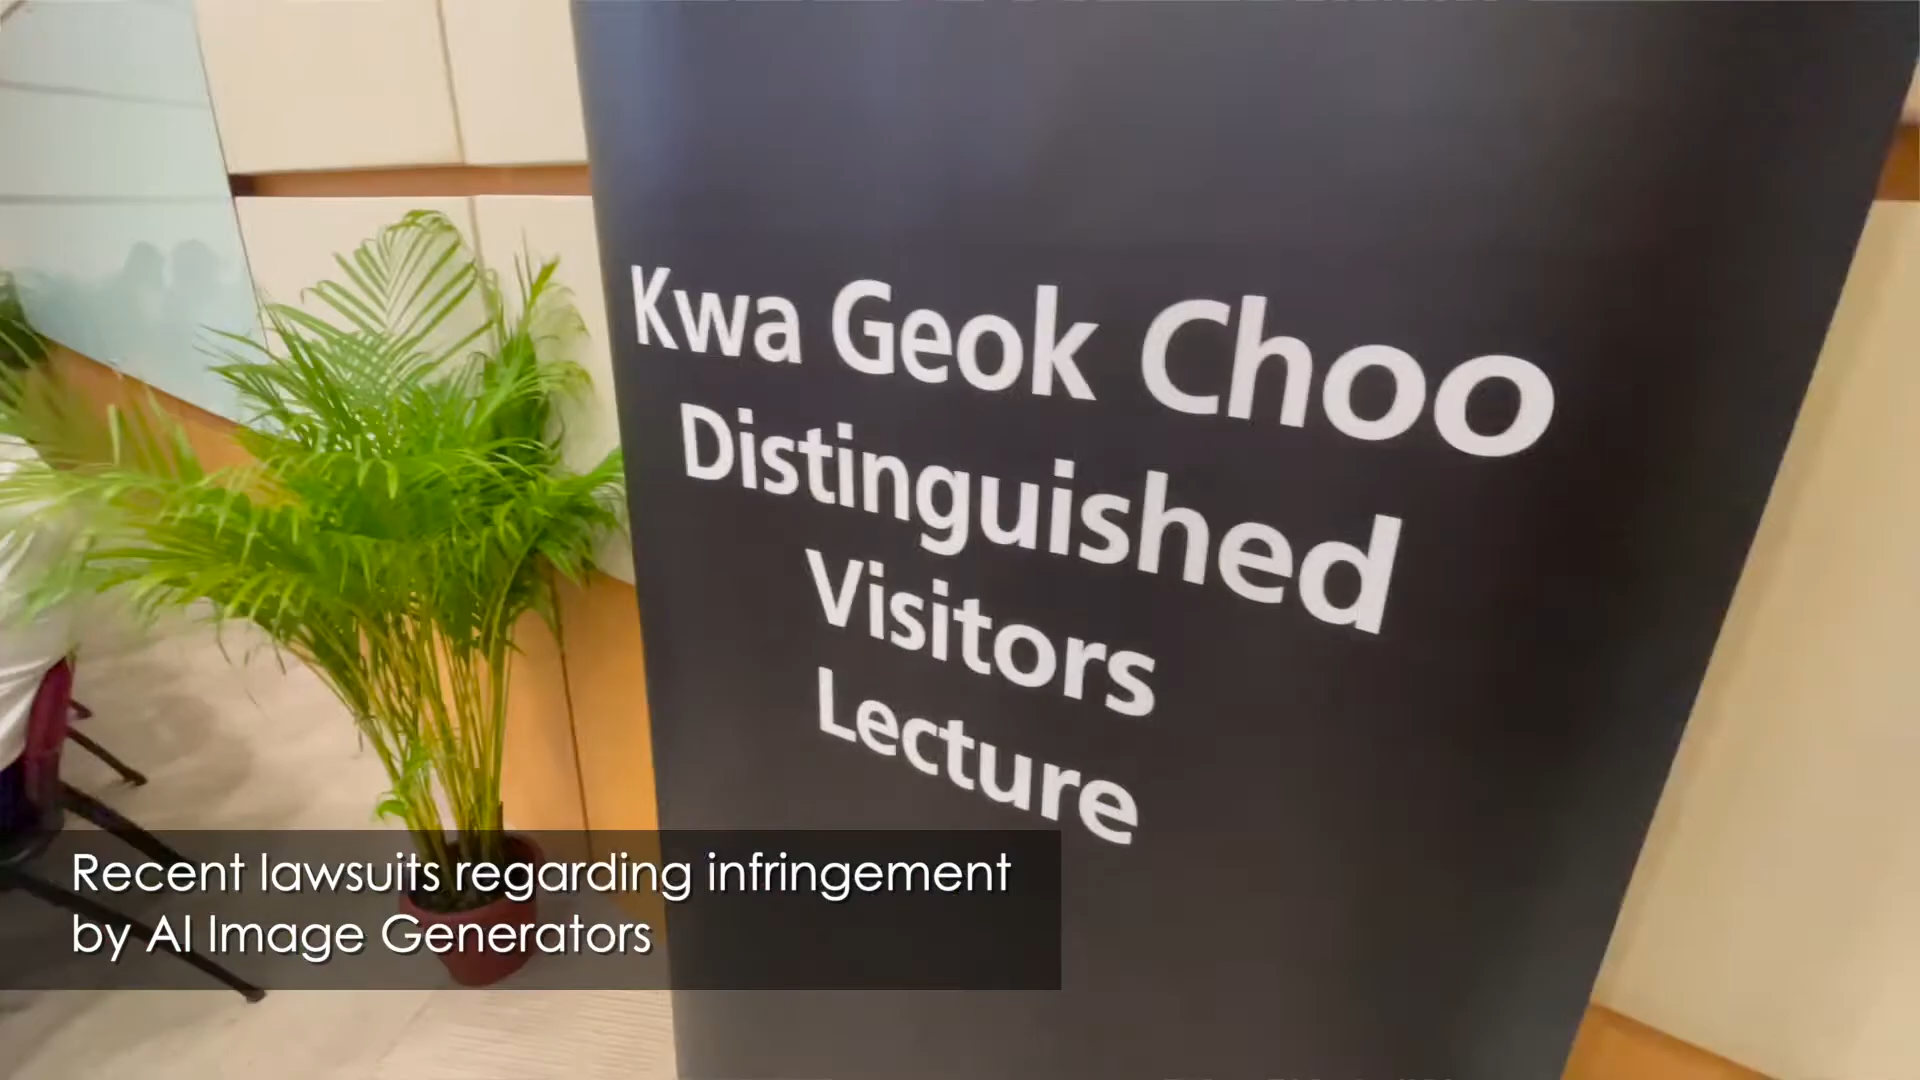 Kwa Geok Choo
Distinguished
Visitors
Lecture
Recent lawsuits regarding infringement
by AI Image Generators